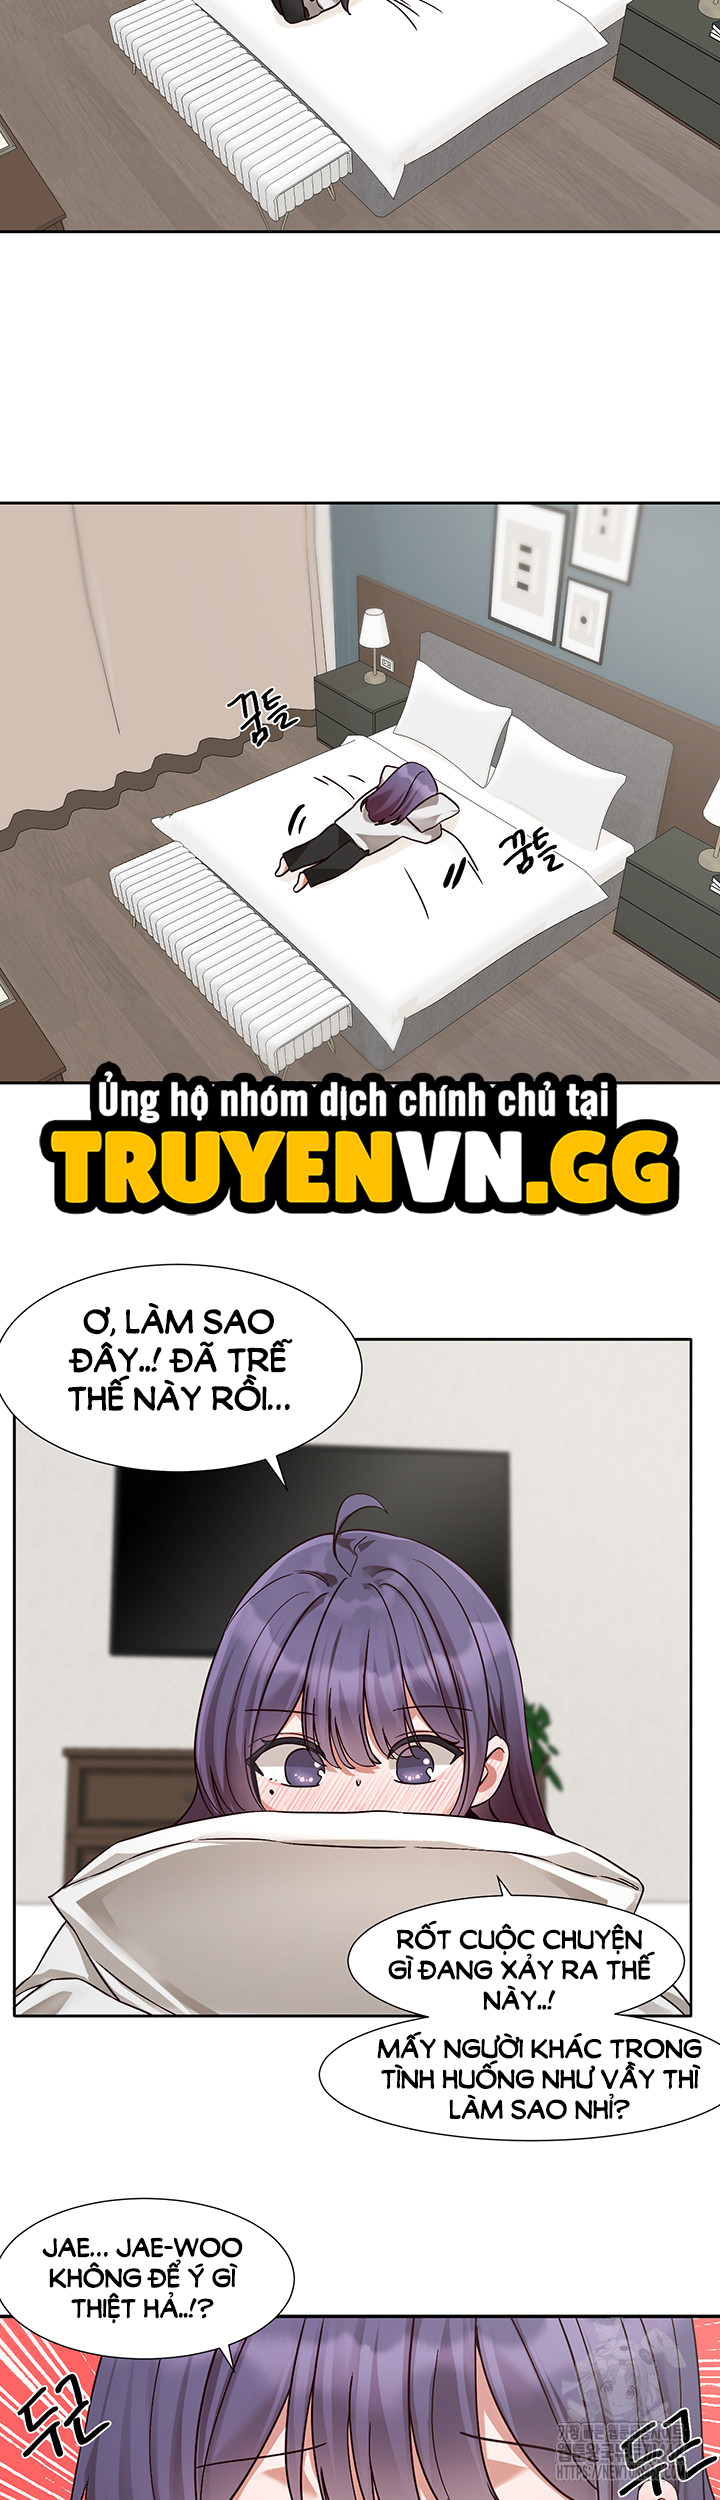 꿈틀
꿈틀
Ủng hộ nhóm dịch chính chủ tại
TRUYENVN.GG
Ơ, LÀM SAO
ĐÂY..! ĐÃ TRỄ
THẾ NÀY RỒI...
RỐT CUỘC CHUYỆN
GÌ ĐANG XẢY RA THẾ
NÀY..!
MẤY NGƯỜI KHÁC TRONG
TÌNH HUỐNG NHƯ VẦY THÌ
LÀM SAO NHỈ?
JAE... JAE-WOO
KHÔNG ĐỂ Ý GÌ
THIỆT HẢ..!?
두근
두근